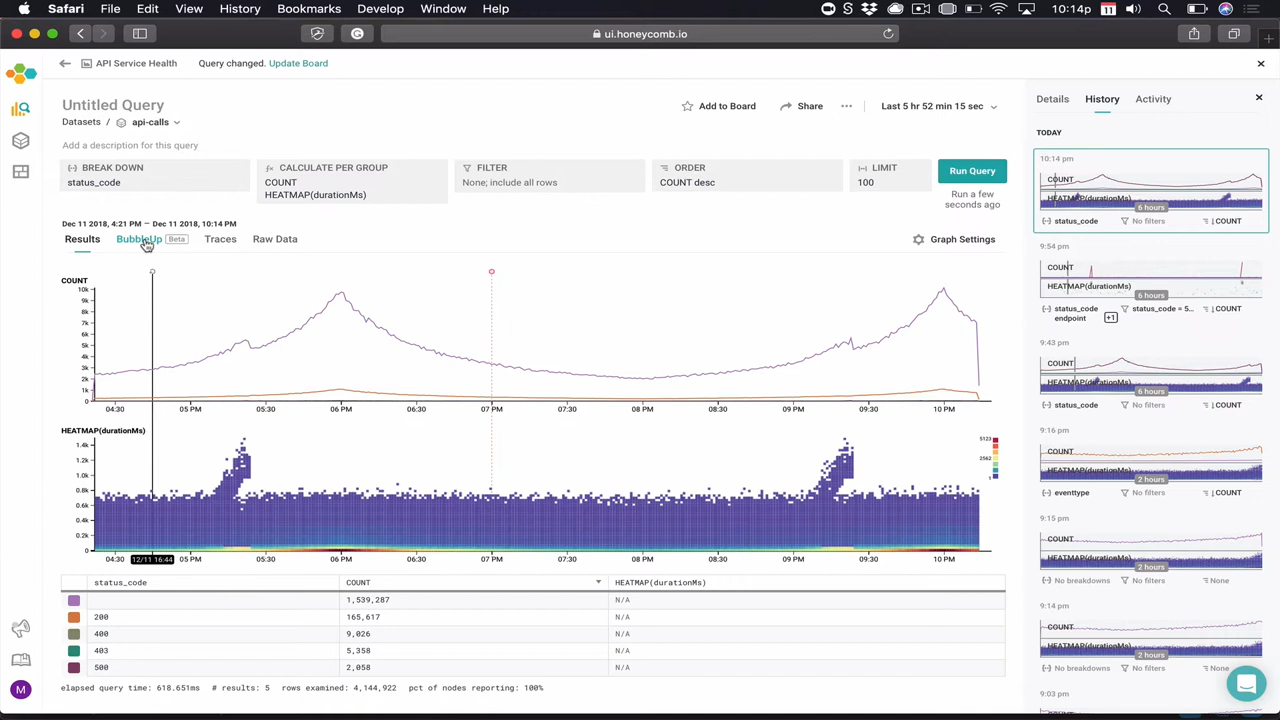 Safari File Edit View History Bookmarks Develop Window Help 10:14p 11
ui.honeycomb.io
API Service Health Query changed. Update Board
Untitled Query
Add to Board Share Last 5 hr 52 min 15 sec
Datasets / api-calls
Add a description for this query
BREAK DOWN
status_code
CALCULATE PER GROUP
COUNT
HEATMAP(durationMs)
FILTER
None; include all rows
ORDER
COUNT desc
LIMIT
100
Run Query
Run a few
seconds ago
Dec 11 2018, 4:21 PM – Dec 11 2018, 10:14 PM
Results BubbleUp Beta Traces Raw Data
Graph Settings
COUNT
10k
9k
8k
7k
6k
5k
4k
3k
2k
1k
0
04:30 05 PM 05:30 06 PM 06:30 07 PM 07:30 08 PM 08:30 09 PM 09:30 10 PM
HEATMAP(durationMs)
1.4k
1.2k
1.0k
0.8k
0.6k
0.4k
0.2k
0
5123
2562
1
04:30 12/11 16:44 05 PM 05:30 06 PM 06:30 07 PM 07:30 08 PM 08:30 09 PM 09:30 10 PM
status_code COUNT HEATMAP(durationMs)
1,539,287 N/A
200 165,617 N/A
400 9,026 N/A
403 5,358 N/A
500 2,058 N/A
elapsed query time: 618.651ms # results: 5 rows examined: 4,144,922 pct of nodes reporting: 100%
M
Details History Activity
TODAY
10:14 pm
COUNT
HEATMAP(durationMs)
6 hours
status_code No filters COUNT
9:54 pm
COUNT
HEATMAP(durationMs)
6 hours
status_code status_code = 5... COUNT
endpoint +1
9:43 pm
COUNT
HEATMAP(durationMs)
6 hours
status_code No filters COUNT
9:16 pm
COUNT
HEATMAP(durationMs)
2 hours
eventtype No filters COUNT
9:15 pm
COUNT
HEATMAP(durationMs)
2 hours
No breakdowns No filters None
9:14 pm
COUNT
HEATMAP(durationMs)
2 hours
No breakdowns No filters None
9:03 pm